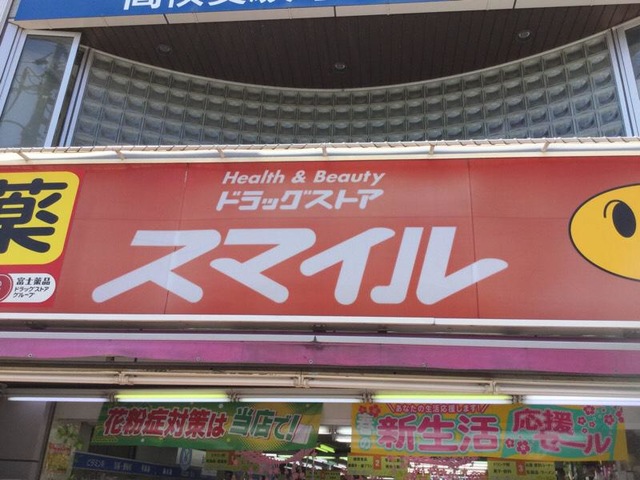 Health & Beauty
ドラッグストア
スマイル
薬
富士薬品
ドラッグストア
グループ
花粉症対策は当店で!
あなたの生活応援します!
春の新生活
応援
セール